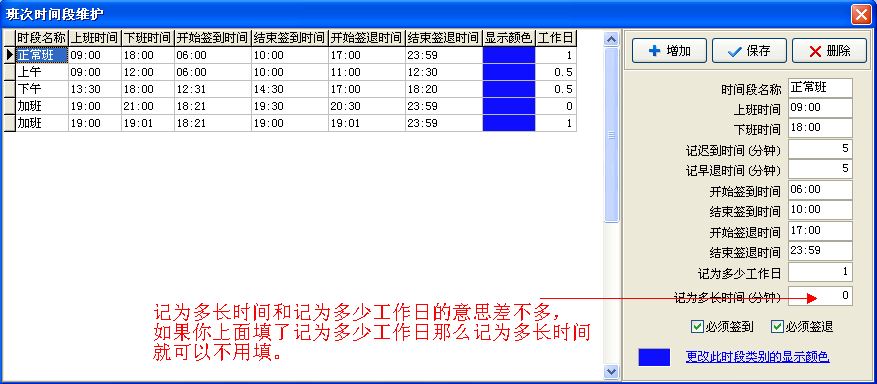 班次时间段维护
时段名称 上班时间 下班时间 开始签到时间 结束签到时间 开始签退时间 结束签退时间 显示颜色 工作日
正常班 09:00 18:00 06:00 10:00 17:00 23:59 1
上午 09:00 12:00 06:00 10:00 11:00 12:30 0.5
下午 13:30 18:00 12:31 14:30 17:00 18:20 0.5
加班 19:00 21:00 18:21 19:30 20:30 23:59 0
加班 19:00 19:01 18:21 19:00 19:01 23:59 1
增加 保存 删除
时间段名称 正常班
上班时间 09:00
下班时间 18:00
记迟到时间(分钟) 5
记早退时间(分钟) 5
开始签到时间 06:00
结束签到时间 10:00
开始签退时间 17:00
结束签退时间 23:59
记为多少工作日 1
记为多长时间(分钟) 0
必须签到 必须签退
更改此时段类别的显示颜色
记为多长时间和记为多少工作日的意思差不多,
如果你上面填了记为多少工作日那么记为多长时间
就可以不用填。